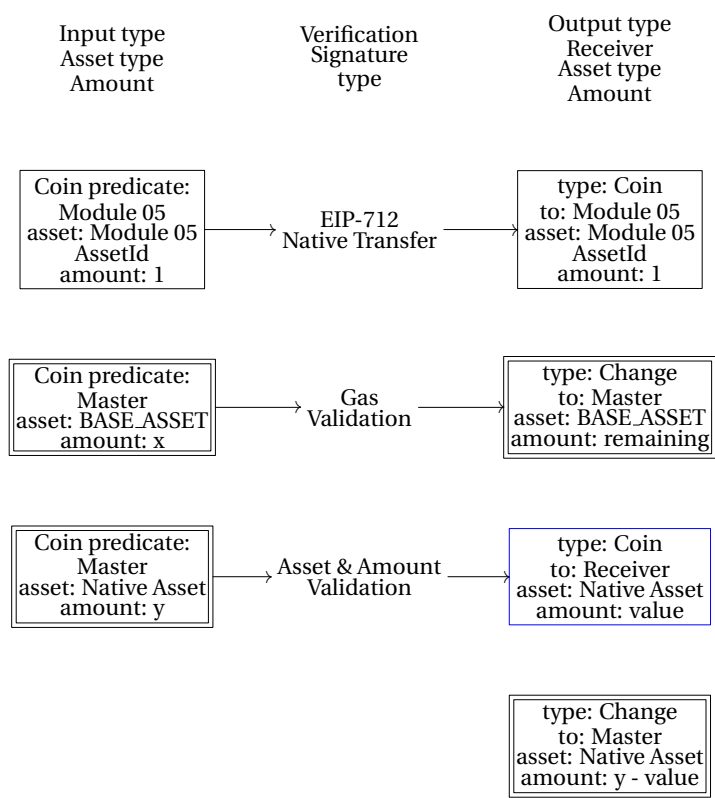 Input type
Asset type
Amount
Verification
Signature
type
Output type
Receiver
Asset type
Amount
Coin predicate:
Module 05
asset: Module 05
AssetId
amount: 1
EIP-712
Native Transfer
type: Coin
to: Module 05
asset: Module 05
AssetId
amount: 1
Coin predicate:
Master
asset: BASE_ASSET
amount: x
Gas
Validation
type: Change
to: Master
asset: BASE_ASSET
amount: remaining
Coin predicate:
Master
asset: Native Asset
amount: y
Asset & Amount
Validation
type: Coin
to: Receiver
asset: Native Asset
amount: value
type: Change
to: Master
asset: Native Asset
amount: y - value